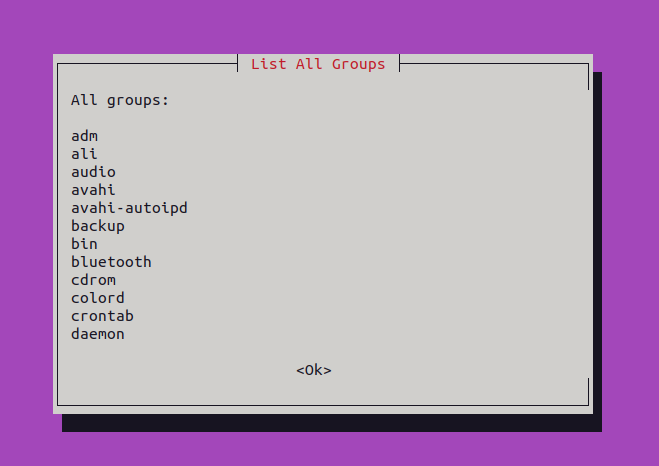 List All Groups
All groups:
adm
ali
audio
avahi
avahi-autoipd
backup
bin
bluetooth
cdrom
colord
crontab
daemon
<Ok>